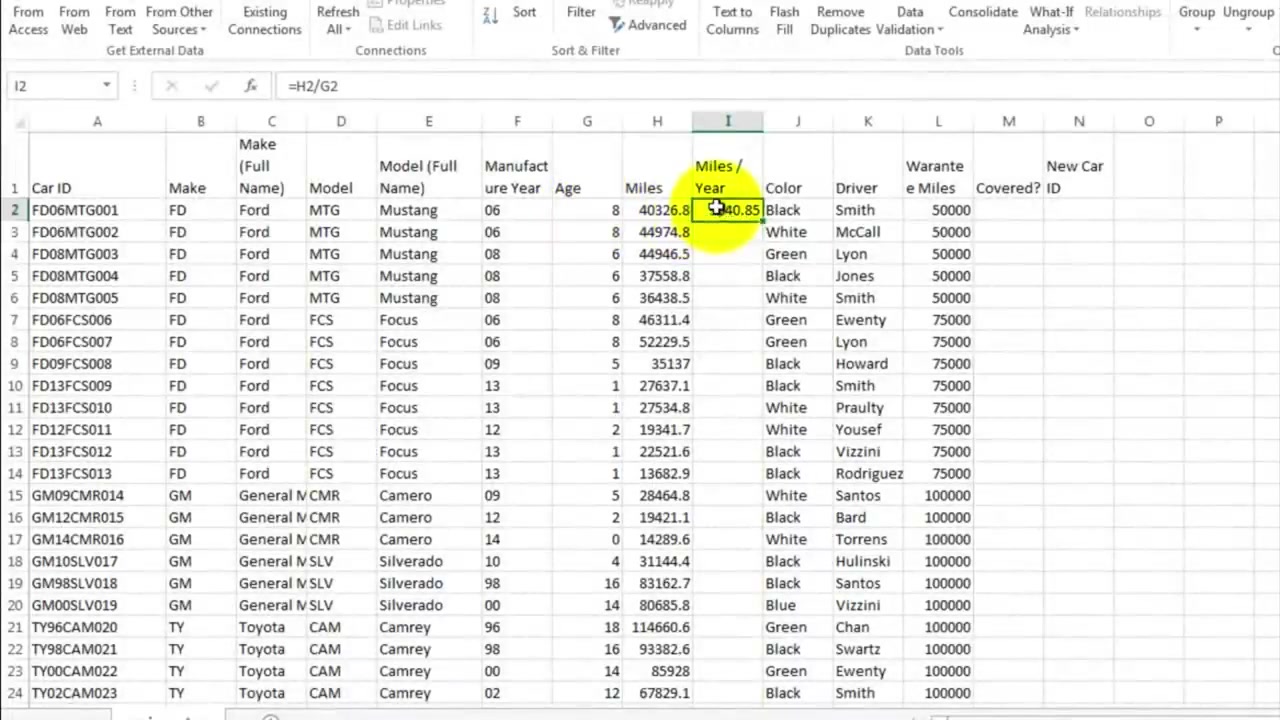 From From From From Other Existing Refresh Properties Sort Filter Reapply Text to Flash Remove Data Consolidate What-If Relationships Group Ungroup
Access Web Text Sources Connections All Edit Links Advanced Columns Fill Duplicates Validation Analysis
Get External Data Connections Sort & Filter Data Tools
I2 fx =H2/G2
A B C D E F G H I J K L M N O P
1 Car ID Make Make (Full Name) Model Model (Full Name) Manufact ure Year Age Miles Miles / Year Color Driver Warante e Miles Covered? New Car ID
2 FD06MTG001 FD Ford MTG Mustang 06 8 40326.8 40.85 Black Smith 50000
3 FD06MTG002 FD Ford MTG Mustang 06 8 44974.8 White McCall 50000
4 FD08MTG003 FD Ford MTG Mustang 08 6 44946.5 Green Lyon 50000
5 FD08MTG004 FD Ford MTG Mustang 08 6 37558.8 Black Jones 50000
6 FD08MTG005 FD Ford MTG Mustang 08 6 36438.5 White Smith 50000
7 FD06FCS006 FD Ford FCS Focus 06 8 46311.4 Green Ewenty 75000
8 FD06FCS007 FD Ford FCS Focus 06 8 52229.5 Green Lyon 75000
9 FD09FCS008 FD Ford FCS Focus 09 5 35137 Black Howard 75000
10 FD13FCS009 FD Ford FCS Focus 13 1 27637.1 Black Smith 75000
11 FD13FCS010 FD Ford FCS Focus 13 1 27534.8 White Praulty 75000
12 FD12FCS011 FD Ford FCS Focus 12 2 19341.7 White Yousef 75000
13 FD13FCS012 FD Ford FCS Focus 13 1 22521.6 Black Vizzini 75000
14 FD13FCS013 FD Ford FCS Focus 13 1 13682.9 Black Rodriguez 75000
15 GM09CMR014 GM General M CMR Camero 09 5 28464.8 White Santos 100000
16 GM12CMR015 GM General M CMR Camero 12 2 19421.1 Black Bard 100000
17 GM14CMR016 GM General M CMR Camero 14 0 14289.6 White Torrens 100000
18 GM10SLV017 GM General M SLV Silverado 10 4 31144.4 Black Hulinski 100000
19 GM98SLV018 GM General M SLV Silverado 98 16 83162.7 Black Santos 100000
20 GM00SLV019 GM General M SLV Silverado 00 14 80685.8 Blue Vizzini 100000
21 TY96CAM020 TY Toyota CAM Camrey 96 18 114660.6 Green Chan 100000
22 TY98CAM021 TY Toyota CAM Camrey 98 16 93382.6 Black Swartz 100000
23 TY00CAM022 TY Toyota CAM Camrey 00 14 85928 Green Ewenty 100000
24 TY02CAM023 TY Toyota CAM Camrey 02 12 67829.1 Black Smith 100000